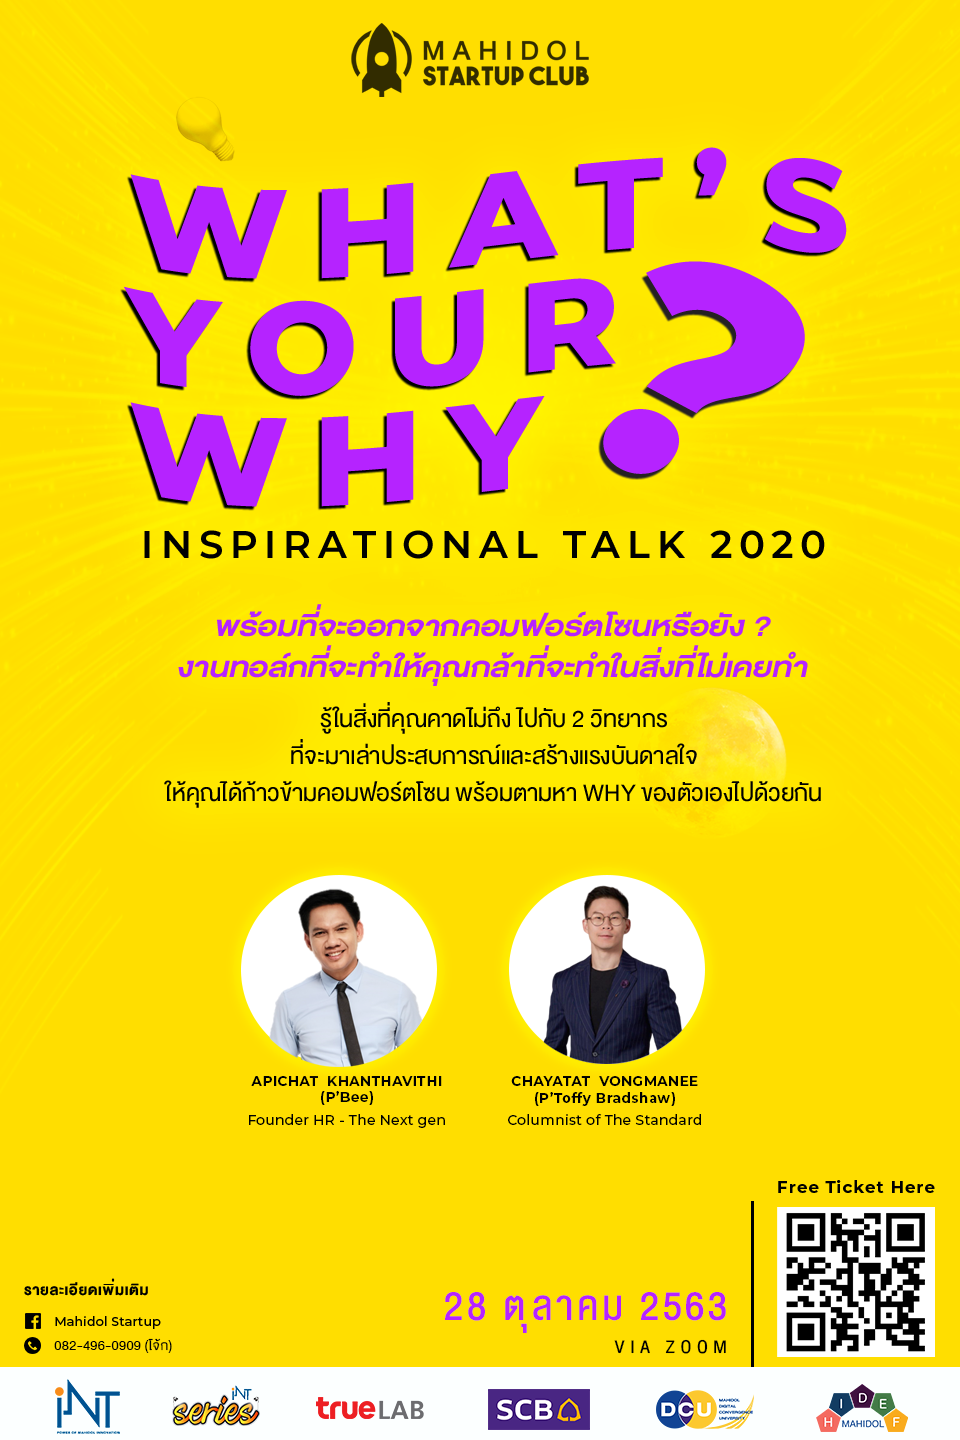 MAHIDOL
STARTUP CLUB
WHAT'S
YOUR
WHY?
INSPIRATIONAL TALK 2020
พร้อมที่จะออกจากคอมฟอร์ตโซนหรือยัง ?
งานทอล์กที่จะทำให้คุณกล้าที่จะทำในสิ่งที่ไม่เคยทำ
รู้ในสิ่งที่คุณคาดไม่ถึง ไปกับ 2 วิทยากร
ที่จะมาเล่าประสบการณ์และสร้างแรงบันดาลใจ
ให้คุณได้ก้าวข้ามคอมฟอร์ตโซน พร้อมตามหา WHY ของตัวเองไปด้วยกัน
APICHAT KHANTHAVITHI
(P'Bee)
Founder HR - The Next gen
CHAYATAT VONGMANEE
(P'Toffy Bradshaw)
Columnist of The Standard
Free Ticket Here
รายละเอียดเพิ่มเติม
Mahidol Startup
082-496-0909 (โจ้ก)
28 ตุลาคม 2563
VIA ZOOM
iNT
POWER OF MAHIDOL INNOVATION
iNT
series
true LAB
SCB
DCU
MAHIDOL
DIGITAL
CONVERGENCE
UNIVERSITY
H I D E F
MAHIDOL